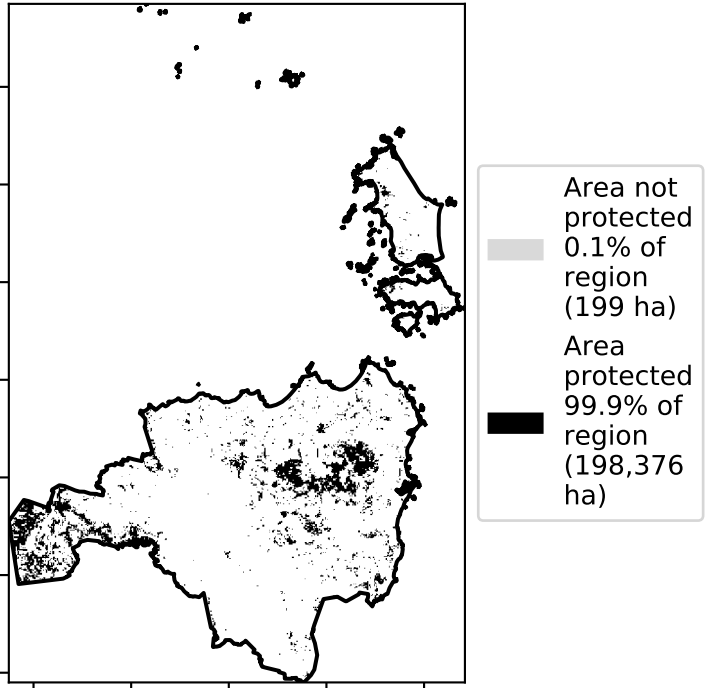 Area not
protected
0.1% of
region
(199 ha)
Area
protected
99.9% of
region
(198,376
ha)